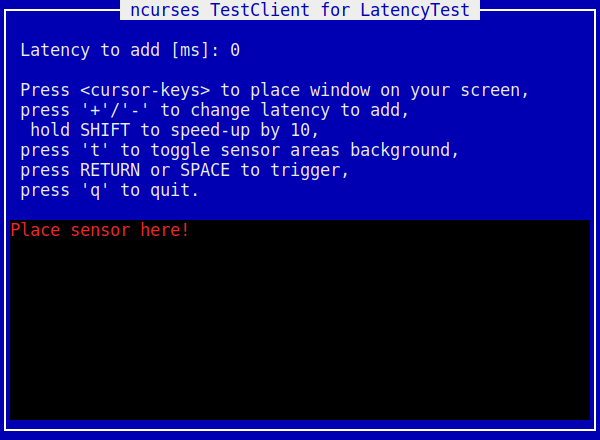 ncurses TestClient for LatencyTest
Latency to add [ms]: 0
Press <cursor-keys> to place window on your screen,
press '+'/'-' to change latency to add,
hold SHIFT to speed-up by 10,
press 't' to toggle sensor areas background,
press RETURN or SPACE to trigger,
press 'q' to quit.
Place sensor here!